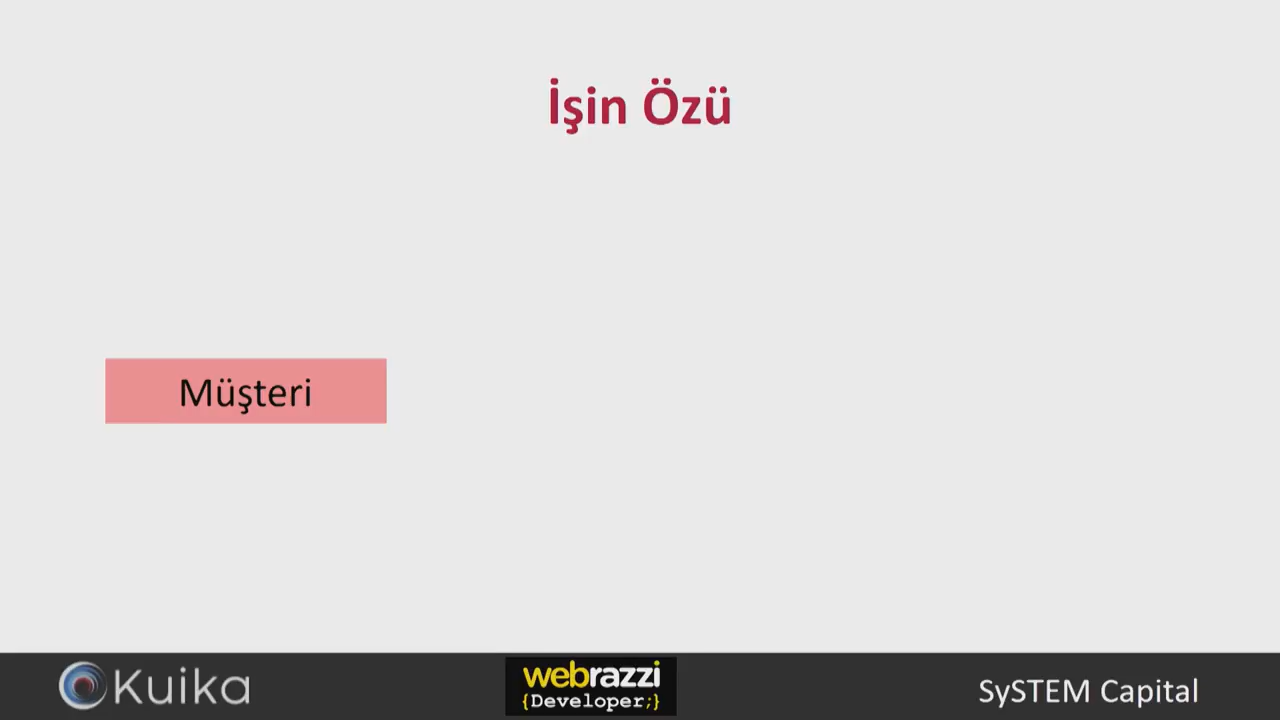 İşin Özü
Müşteri
Kuika
webrazzi
{Developer;}
SySTEM Capital